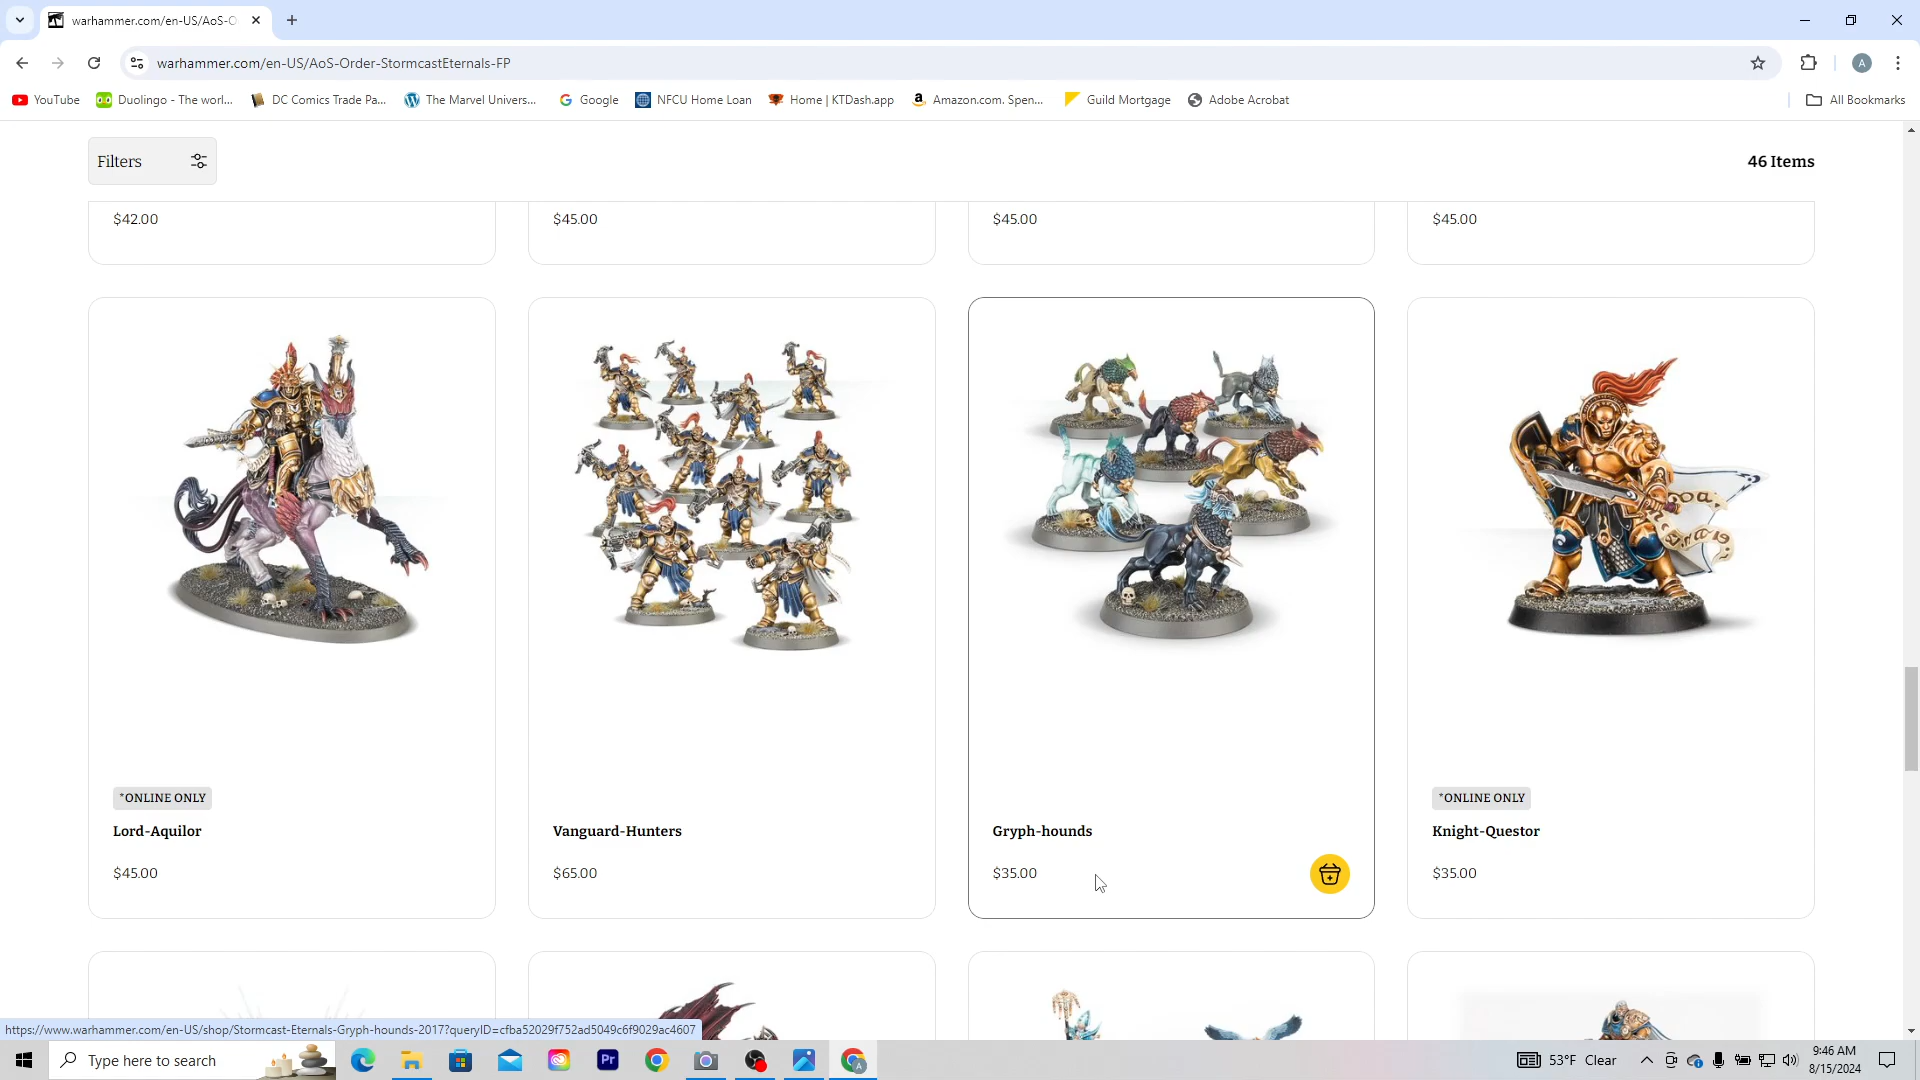 warhammer.com/en-US/AoS-O
warhammer.com/en-US/AoS-Order-StormcastEternals-FP
A
YouTube
Duolingo - The worl...
DC Comics Trade Pa...
The Marvel Univers...
Google
NFCU Home Loan
Home | KTDash.app
Amazon.com. Spen...
Guild Mortgage
Adobe Acrobat
All Bookmarks
Filters
46 Items
$42.00
$45.00
$45.00
$45.00
*ONLINE ONLY
Lord-Aquilor
$45.00
Vanguard-Hunters
$65.00
Gryph-hounds
$35.00
*ONLINE ONLY
Knight-Questor
$35.00
https://www.warhammer.com/en-US/shop/Stormcast-Eternals-Gryph-hounds-2017?queryID=cfba52029f752ad5049c6f9029ac4607
Type here to search
Pr
A
53°F Clear
9:46 AM
8/15/2024